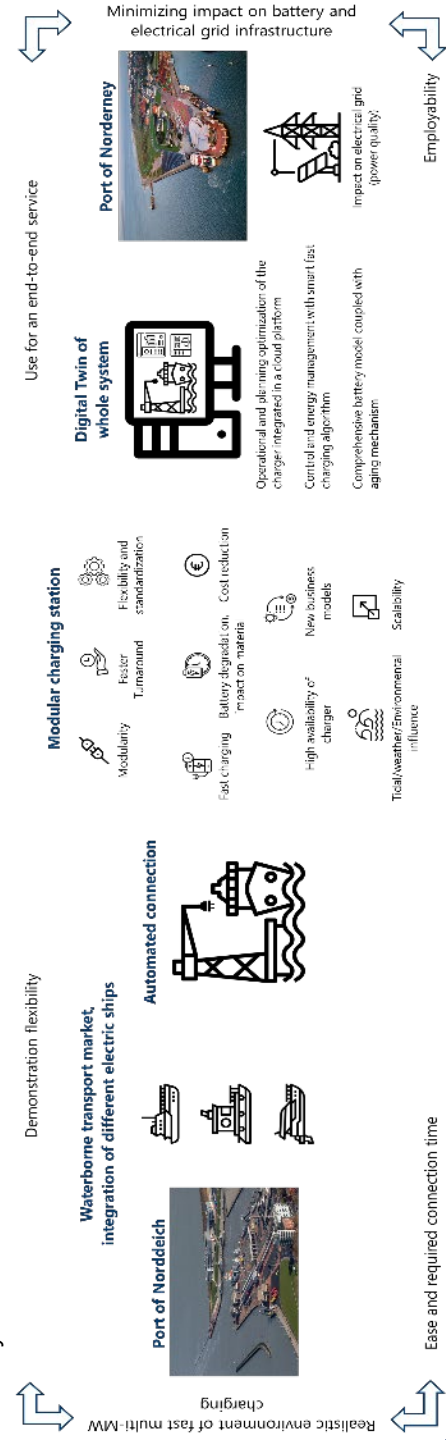 Demonstration flexibility
Use for an end-to-end service
Realistic environment of fast multi-MW
charging
Port of Norddeich
Waterborne transport market,
integration of different electric ships
Automated connection
Modular charging station
Modularity
Faster
Turnaround
Flexibility and
standardization
Fast charging
Battery degradation,
impact on material
Cost reduction
High availability of
charger
New business
models
Tidal/weather/Environmental
influence
Scalability
Digital Twin of
whole system
Operational and planning optimization of the
charger integrated in a cloud platform
Control and energy management with smart fast
charging algorithm
Comprehensive battery model coupled with
aging mechanism
Port of Norderney
Impact on electrical grid
(power quality)
Minimizing impact on battery and
electrical grid infrastructure
Ease and required connection time
Employability